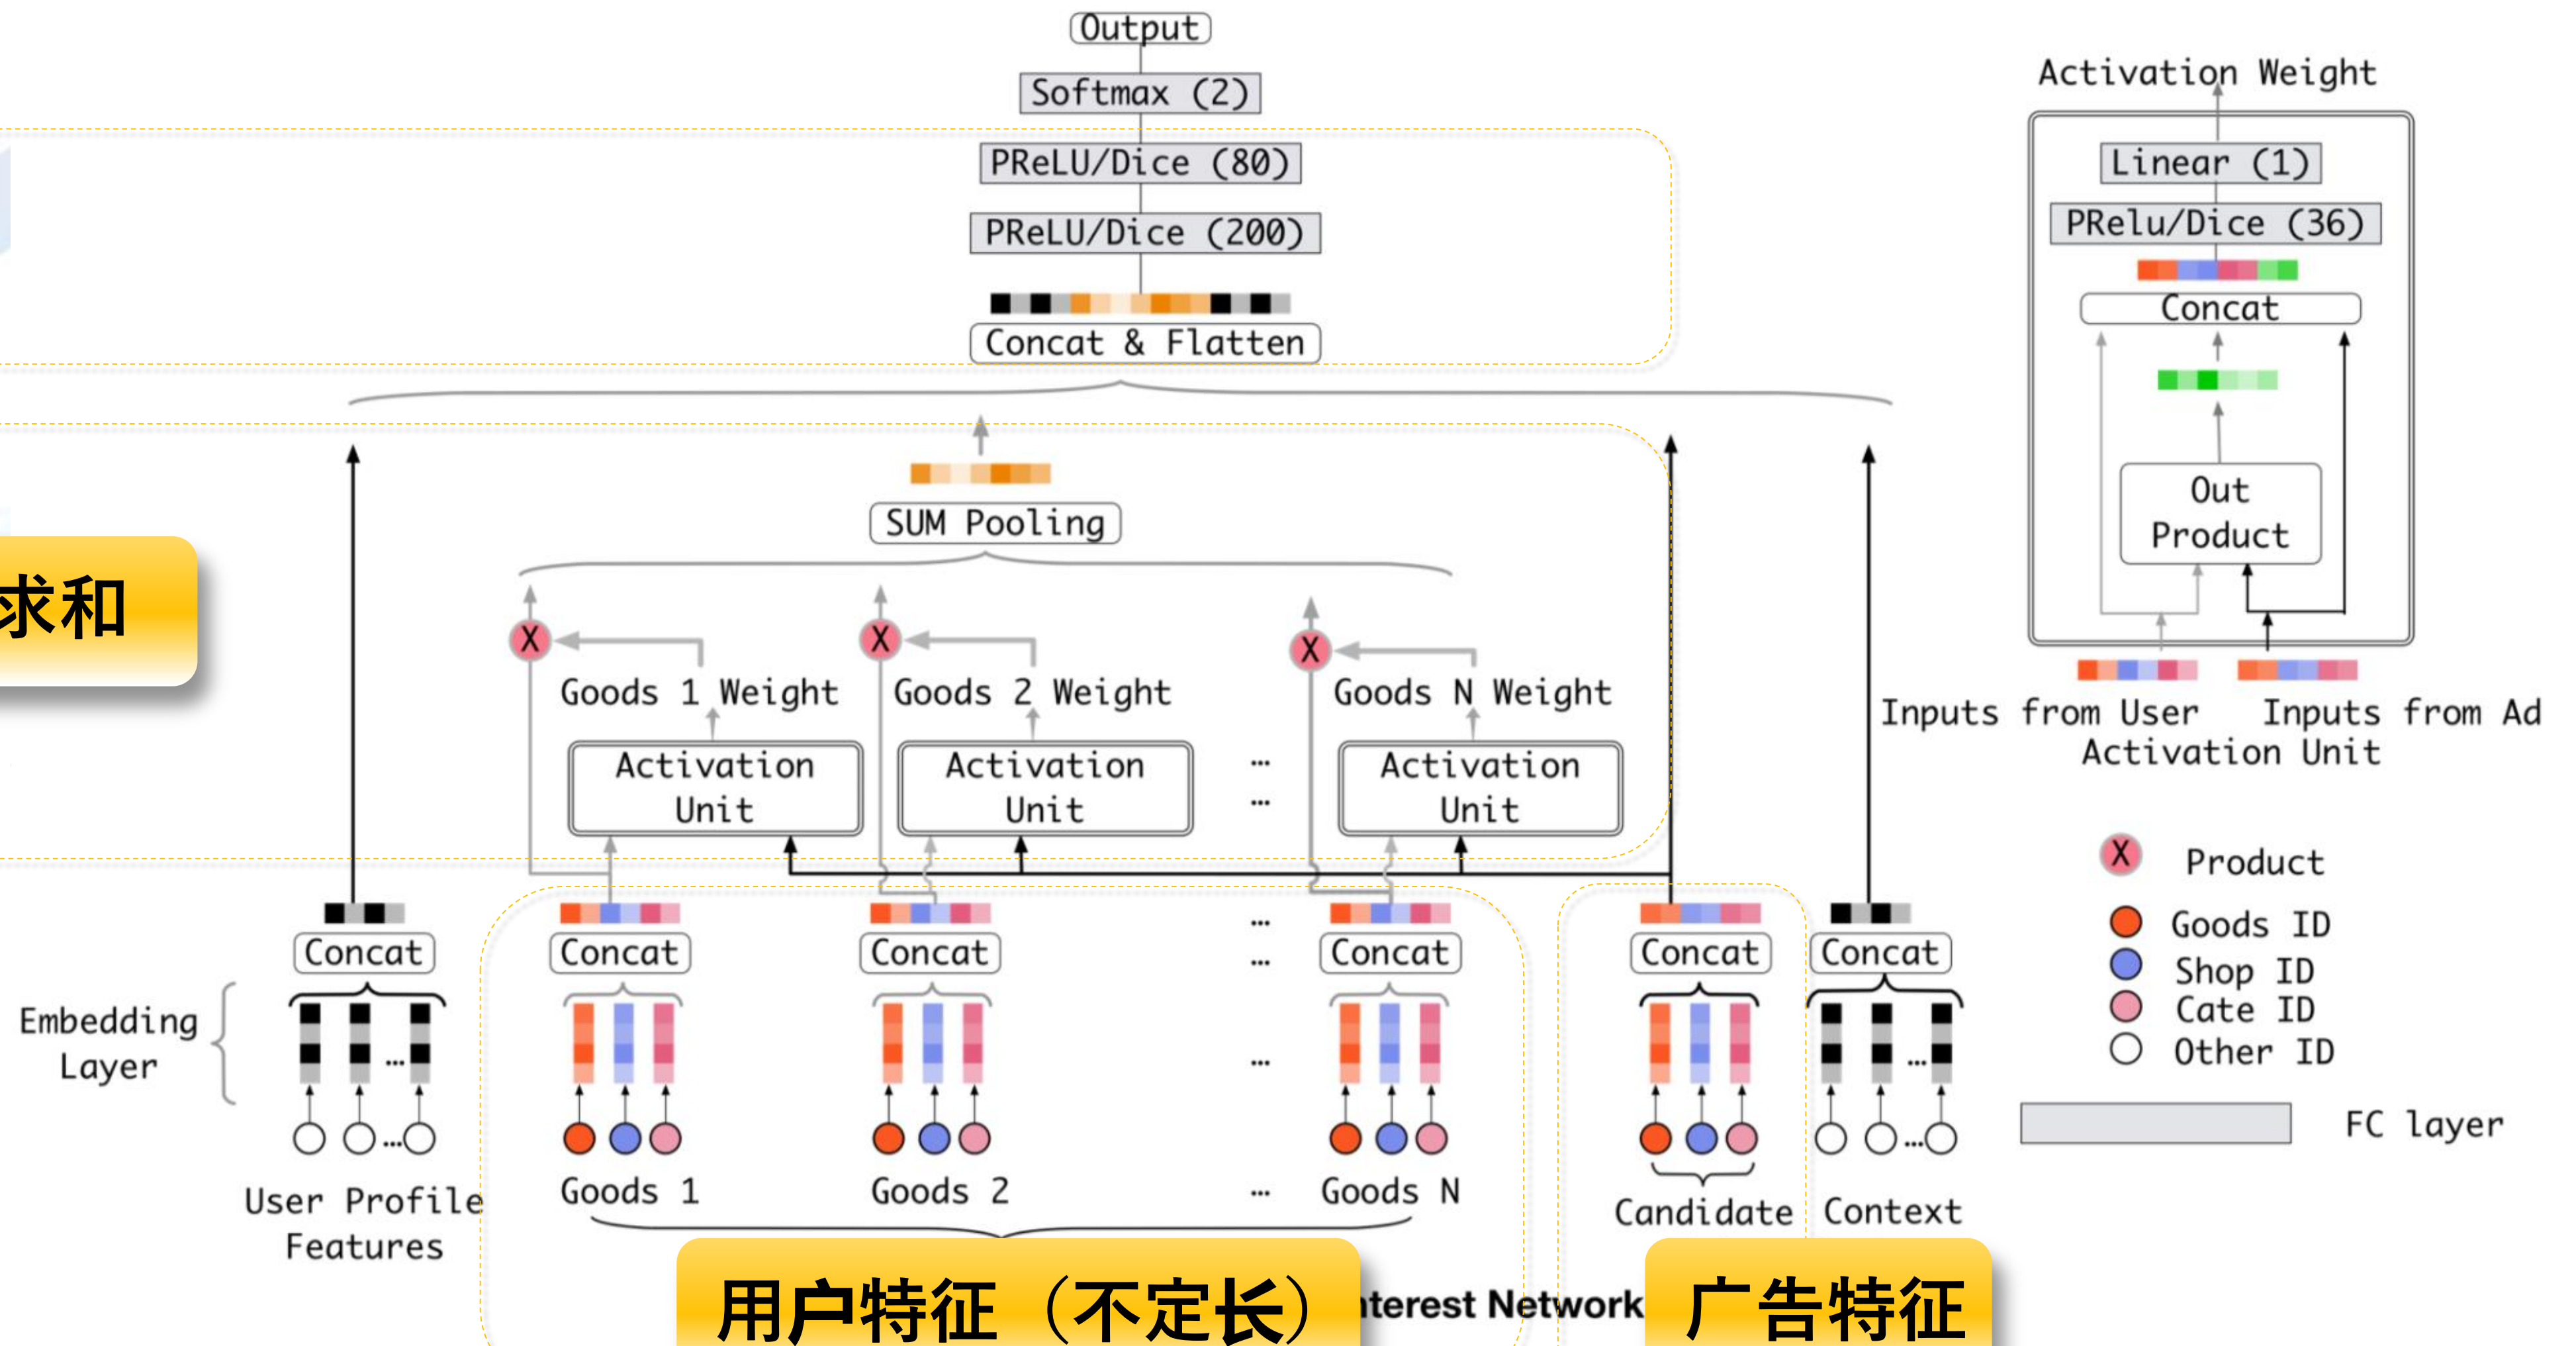 Output
Softmax (2)
PReLU/Dice (80)
PReLU/Dice (200)
Concat & Flatten
SUM Pooling
求和
X
X
X
Goods 1 Weight
Goods 2 Weight
Goods N Weight
Activation
Unit
Activation
Unit
...
...
Activation
Unit
Concat
Concat
Concat
...
...
Concat
Concat
Concat
Embedding
Layer
...
...
...
...
...
User Profile
Features
Goods 1
Goods 2
...
Goods N
Candidate
Context
用户特征（不定长）
nterest Network
广告特征
Activation Weight
Linear (1)
PRelu/Dice (36)
Concat
Out
Product
Inputs from User
Inputs from Ad
Activation Unit
X Product
Goods ID
Shop ID
Cate ID
Other ID
FC layer